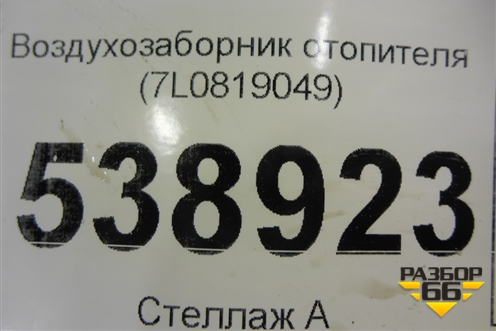 Воздухозаборник отопителя
(7L0819049)
538923
Стеллаж А
РАЗБОР
66